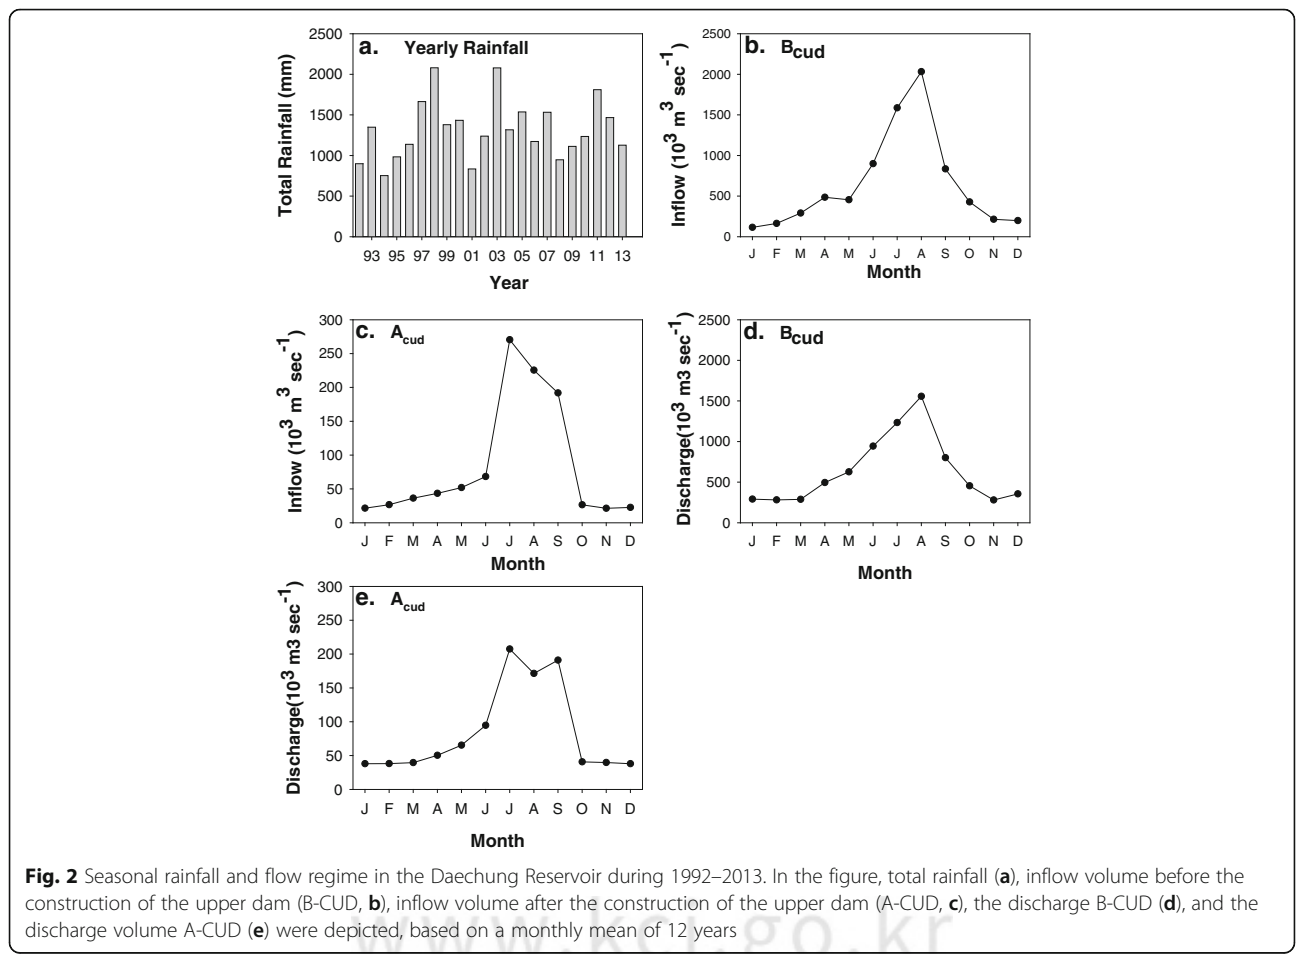 a. Yearly Rainfall
Total Rainfall (mm)
2500
2000
1500
1000
500
0
93 95 97 99 01 03 05 07 09 11 13
Year
b. Bcud
Inflow (10³ m³ sec⁻¹)
2500
2000
1500
1000
500
0
J F M A M J J A S O N D
Month
c. Acud
Inflow (10³ m³ sec⁻¹)
300
250
200
150
100
50
0
J F M A M J J A S O N D
Month
d. Bcud
Discharge(10³ m3 sec⁻¹)
2500
2000
1500
1000
500
0
J F M A M J J A S O N D
Month
e. Acud
Discharge(10³ m3 sec⁻¹)
300
250
200
150
100
50
0
J F M A M J J A S O N D
Month
Fig. 2 Seasonal rainfall and flow regime in the Daechung Reservoir during 1992–2013. In the figure, total rainfall (a), inflow volume before the
construction of the upper dam (B-CUD, b), inflow volume after the construction of the upper dam (A-CUD, c), the discharge B-CUD (d), and the
discharge volume A-CUD (e) were depicted, based on a monthly mean of 12 years
www.kci.go.kr